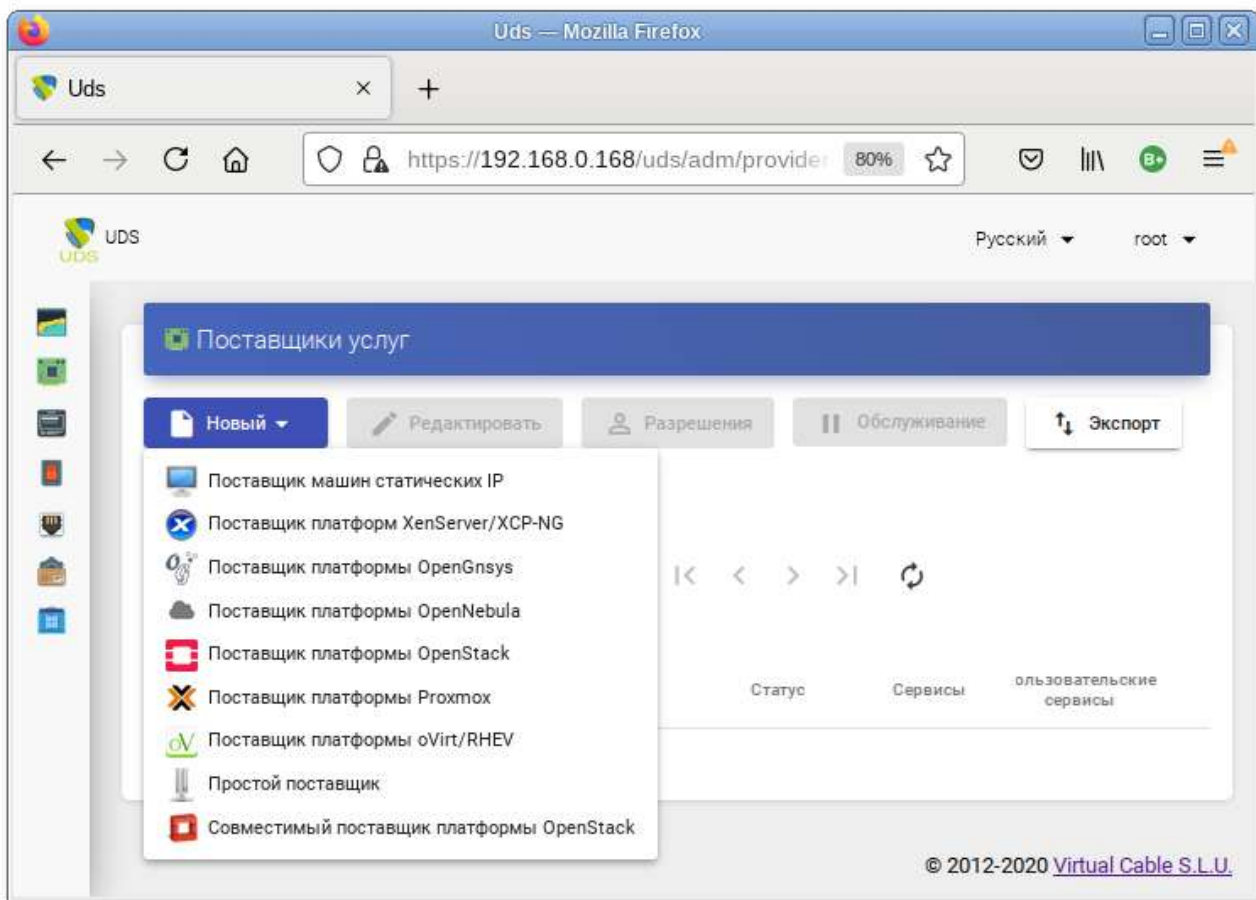 Uds — Mozilla Firefox
Uds
https://192.168.0.168/uds/adm/provider
80%
UDS
UDS
Русский
root
Поставщики услуг
Новый
Редактировать
Разрешения
Обслуживание
Экспорт
Поставщик машин статических IP
Поставщик платформ XenServer/XCP-NG
Поставщик платформы OpenGnsys
Поставщик платформы OpenNebula
Поставщик платформы OpenStack
Поставщик платформы Proxmox
Поставщик платформы oVirt/RHEV
Простой поставщик
Совместимый поставщик платформы OpenStack
Статус
Сервисы
ользовательские
сервисы
© 2012-2020 Virtual Cable S.L.U.